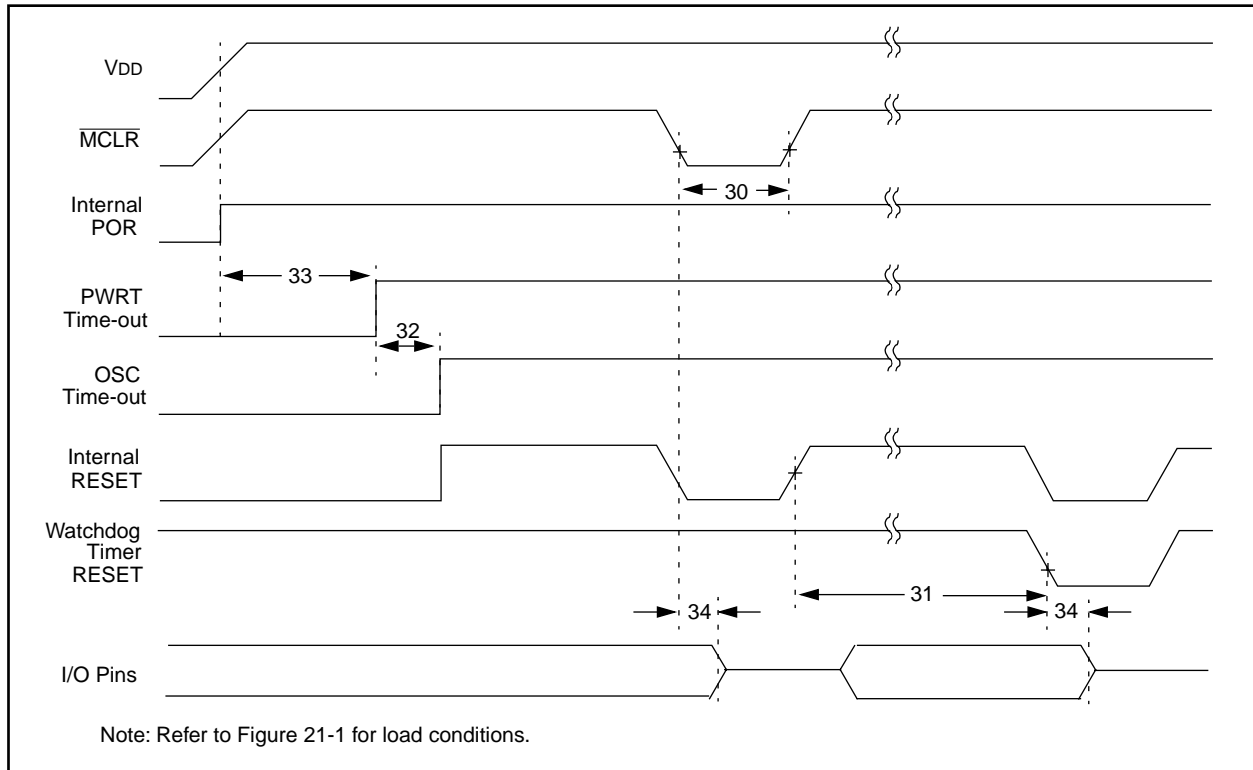 VDD
MCLR
30
Internal
POR
33
PWRT
Time-out
32
OSC
Time-out
Internal
RESET
Watchdog
Timer
RESET
31
34
34
I/O Pins
Note: Refer to Figure 21-1 for load conditions.